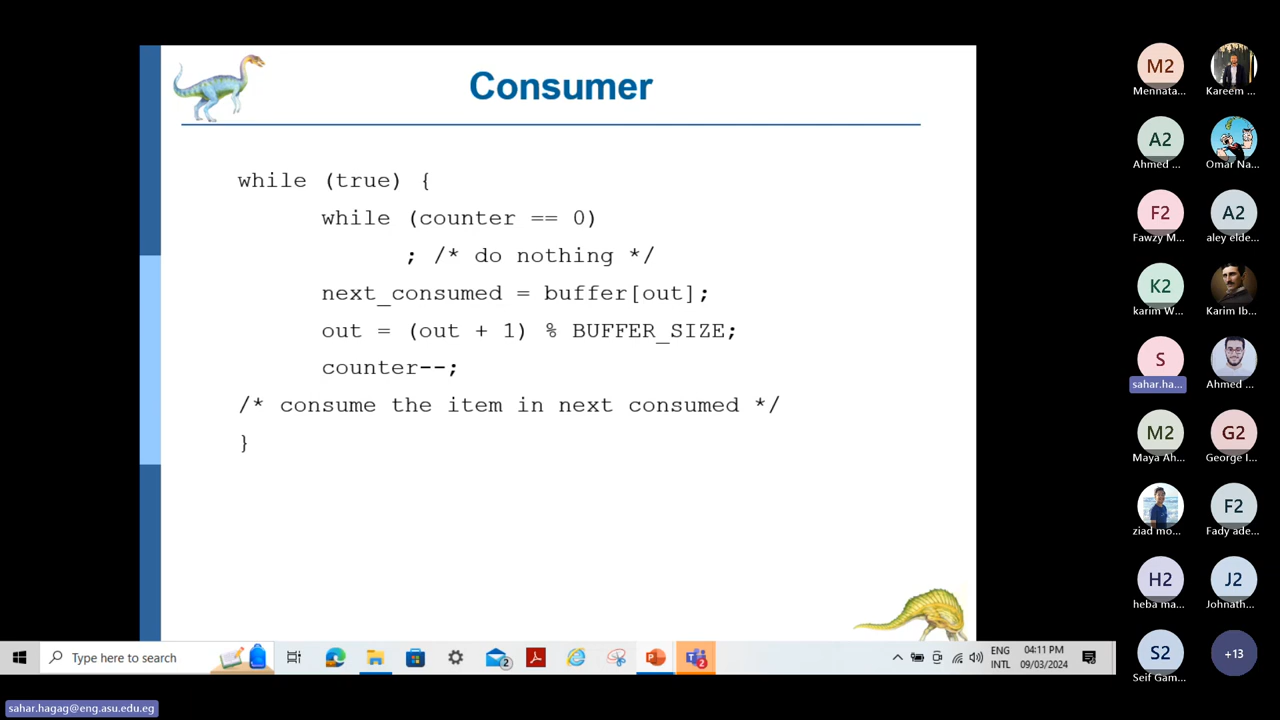 Consumer
while (true) {
while (counter == 0)
; /* do nothing */
next_consumed = buffer[out];
out = (out + 1) % BUFFER_SIZE;
counter--;
/* consume the item in next consumed */
}
M2
Mennata...
Kareem ...
A2
Ahmed ...
Omar Na...
F2
Fawzy M...
A2
aley elde...
K2
karim W...
Karim Ib...
S
sahar.ha...
Ahmed ...
M2
Maya Ah...
G2
George I...
ziad mo...
F2
Fady ade...
H2
heba ma...
J2
Johnath...
S2
Seif Gam...
+13
Type here to search
2
2
ENG
INTL
04:11 PM
09/03/2024
sahar.hagag@eng.asu.edu.eg